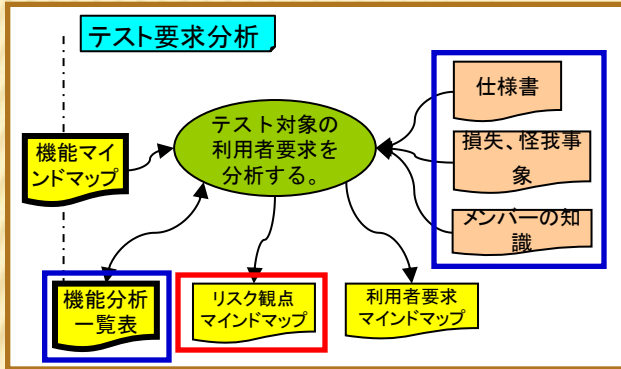 テスト要求分析
仕様書
テスト対象の
利用者要求を
分析する。
機能マイ
ンドマップ
損失、怪我事
象
メンバーの知
識
機能分析
一覧表
リスク観点
マインドマップ
利用者要求
マインドマップ